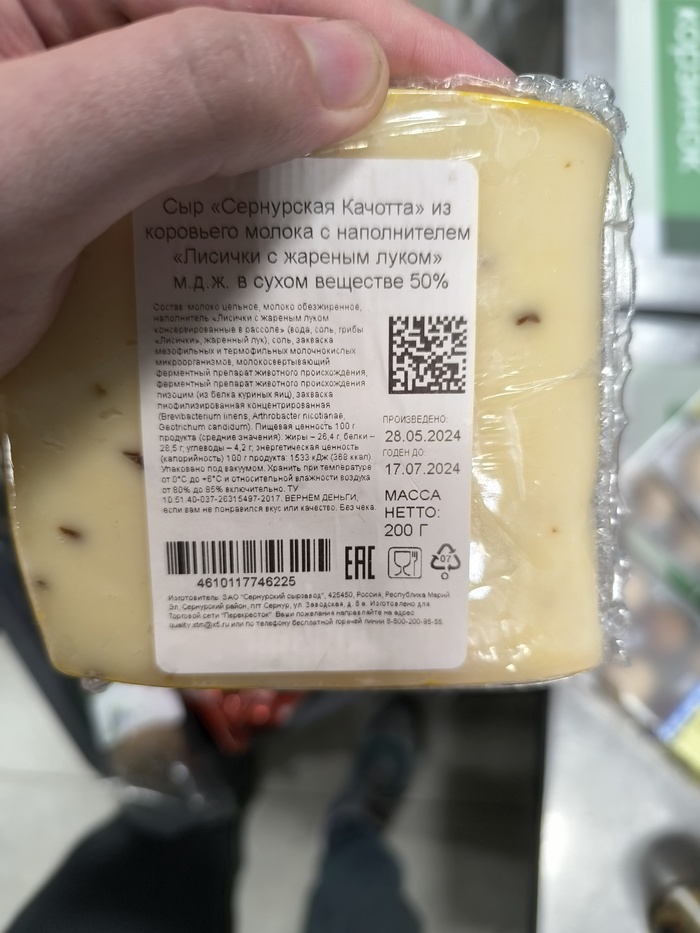 Сыр «Сернурская Качотта» из
коровьего молока с наполнителем
«Лисички с жареным луком»
м.д.ж. в сухом веществе 50%
Состав: молоко цельное, молоко обезжиренное,
наполнитель «Лисички с жареным луком
консервированные в рассоле» (вода, соль, грибы
«Лисички», жаренный лук), соль, закваска
мезофильных и термофильных молочнокислых
микроорганизмов, молокосвертывающий
ферментный препарат животного происхождения,
ферментный препарат животного происхождения
лизоцим (из белка куриных яиц), закваска
лиофилизированная концентрированная
(Brevibacterium linens, Arthrobacter nicotianae,
Geotrichum candidum). Пищевая ценность 100 г
продукта (средние значения): жиры – 26,4 г, белки –
28,5 г, углеводы – 4,2 г, энергетическая ценность
(калорийность) 100 г продукта: 1533 кДж (368 ккал).
Упаковано под вакуумом. Хранить при температуре
от 0°С до +6°С и относительной влажности воздуха
от 80% до 85% включительно. ТУ
10.51.40-037-26315497-2017. ВЕРНЁМ ДЕНЬГИ,
если вам не понравился вкус или качество. Без чека.
ПРОИЗВЕДЕНО:
28.05.2024
ГОДЕН ДО:
17.07.2024
МАССА
НЕТТО:
200 Г
4610117746225
EAC
07
Изготовитель: ЗАО "Сернурский сырзавод", 425450, Россия, Республика Марий
Эл, Сернурский район, пгт Сернур, ул. Заводская, д. 8 в. Изготовлено для
Торговой сети "Перекресток". Ваши пожелания направляйте на адрес
quality.stm@x5.ru или по телефону бесплатной горячей линии 8-800-200-95-55.